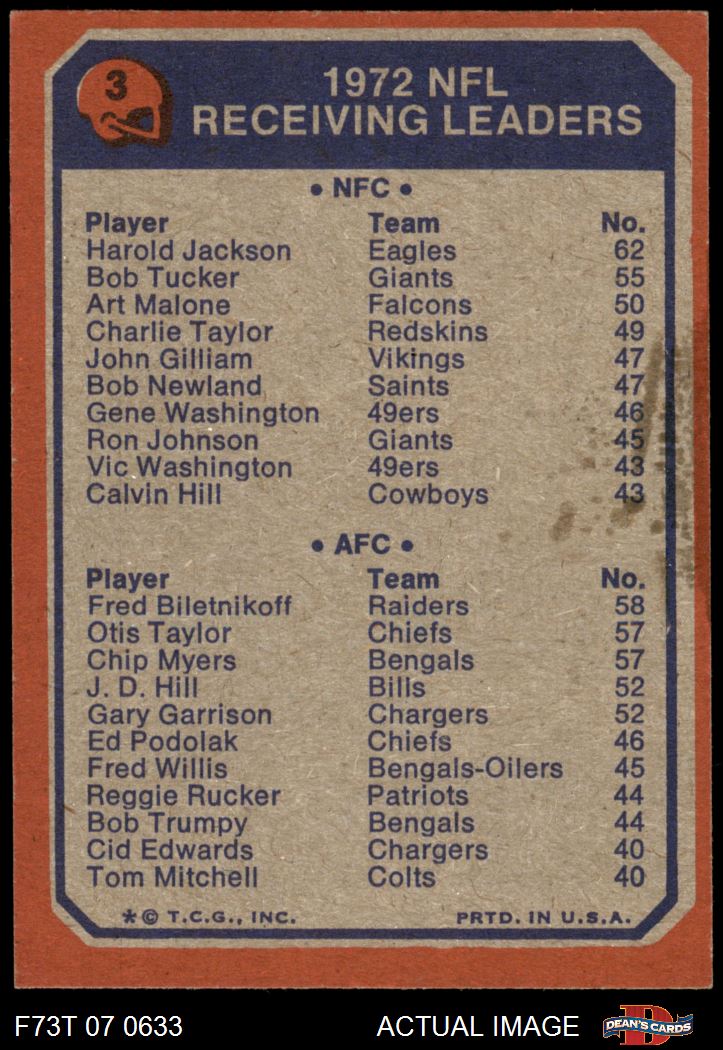 3
1972 NFL
RECEIVING LEADERS
• NFC •
Player Team No.
Harold Jackson Eagles 62
Bob Tucker Giants 55
Art Malone Falcons 50
Charlie Taylor Redskins 49
John Gilliam Vikings 47
Bob Newland Saints 47
Gene Washington 49ers 46
Ron Johnson Giants 45
Vic Washington 49ers 43
Calvin Hill Cowboys 43
• AFC •
Player Team No.
Fred Biletnikoff Raiders 58
Otis Taylor Chiefs 57
Chip Myers Bengals 57
J. D. Hill Bills 52
Gary Garrison Chargers 52
Ed Podolak Chiefs 46
Fred Willis Bengals-Oilers 45
Reggie Rucker Patriots 44
Bob Trumpy Bengals 44
Cid Edwards Chargers 40
Tom Mitchell Colts 40
*© T.C.G., INC. PRTD. IN U.S.A.
F73T 07 0633 ACTUAL IMAGE D DEAN'S CARDS